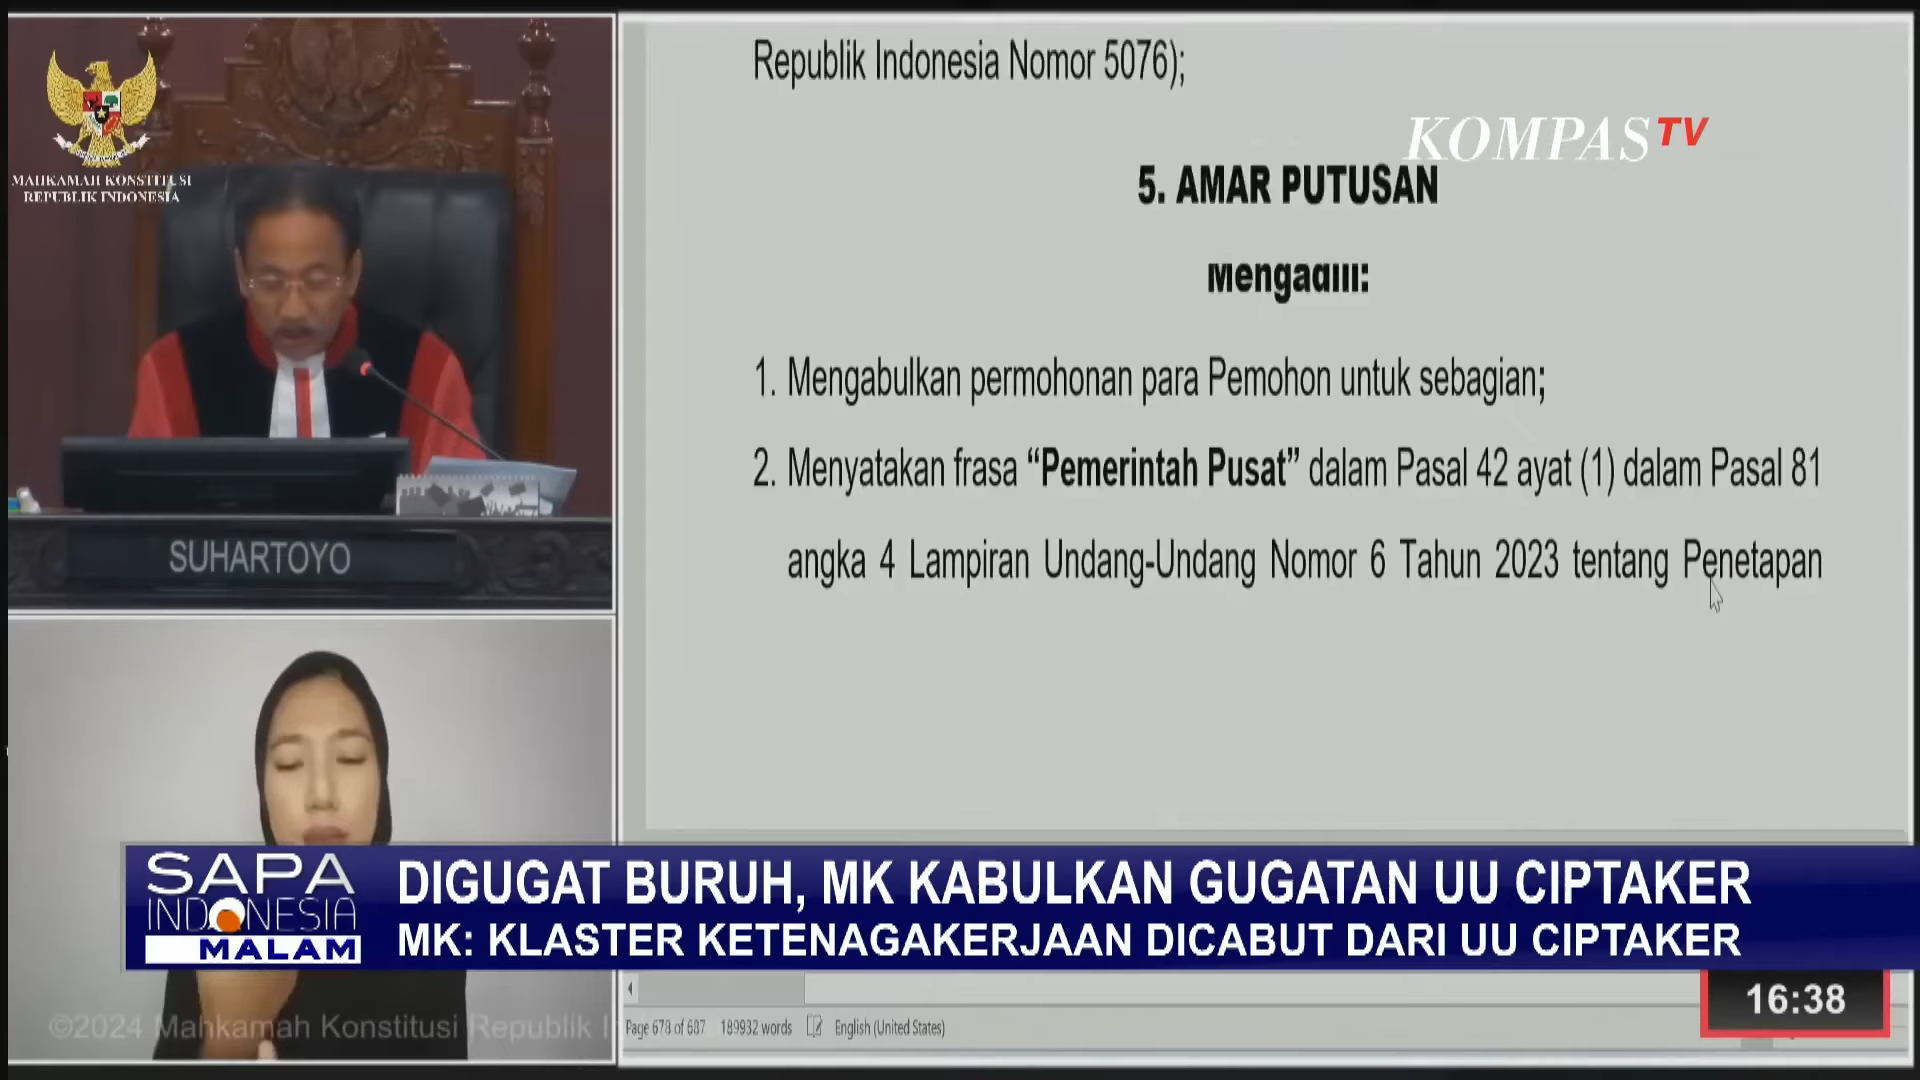 MAHKAMAH KONSTITUSI
REPUBLIK INDONESIA
SUHARTOYO
Republik Indonesia Nomor 5076);
KOMPAS TV
5. AMAR PUTUSAN
Mengadili:
1. Mengabulkan permohonan para Pemohon untuk sebagian;
2. Menyatakan frasa “Pemerintah Pusat” dalam Pasal 42 ayat (1) dalam Pasal 81
angka 4 Lampiran Undang-Undang Nomor 6 Tahun 2023 tentang Penetapan
SAPA
INDONESIA
MALAM
DIGUGAT BURUH, MK KABULKAN GUGATAN UU CIPTAKER
MK: KLASTER KETENAGAKERJAAN DICABUT DARI UU CIPTAKER
16:38
©2024 Mahkamah Konstitusi Republik I
Page 678 of 687 189932 words English (United States)